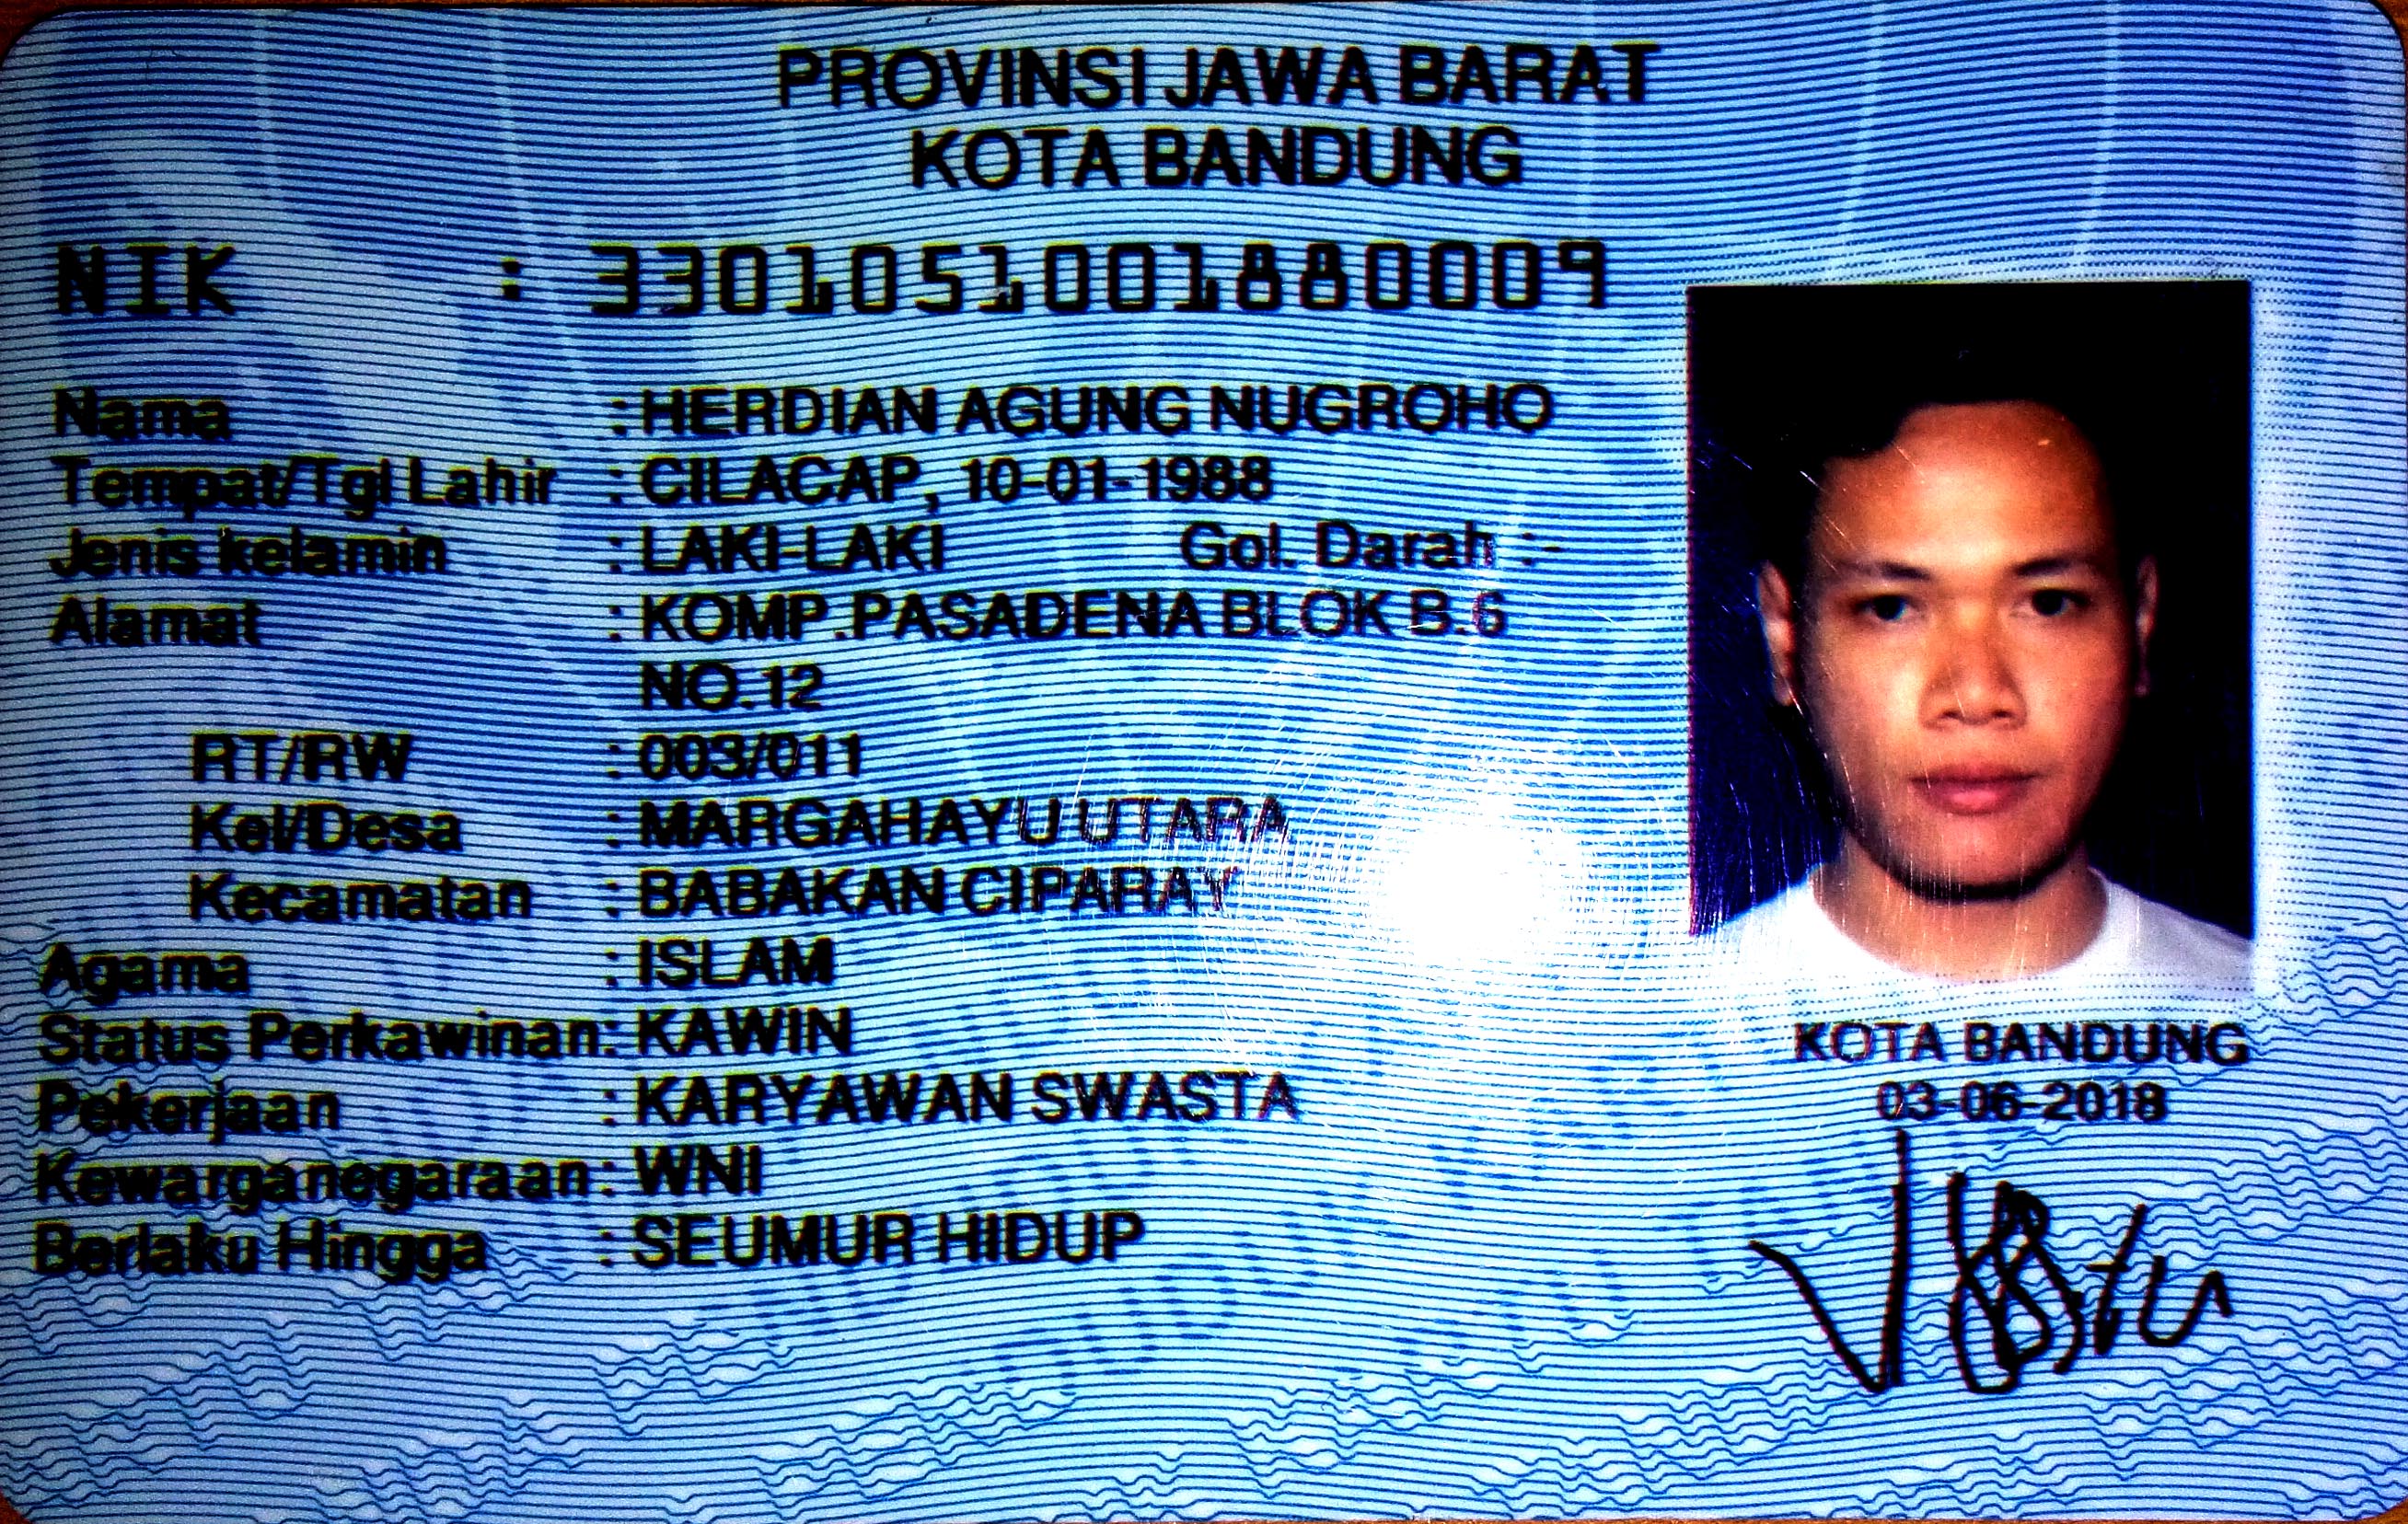 PROVINSI JAWA BARAT
KOTA BANDUNG
NIK : 3301051001880009
Nama : HERDIAN AGUNG NUGROHO
Tempat/Tgl Lahir : CILACAP, 10-01-1988
Jenis kelamin : LAKI-LAKI Gol. Darah : -
Alamat : KOMP.PASADENA BLOK B.6
NO.12
RT/RW : 003/011
Kel/Desa : MARGAHAYU UTARA
Kecamatan : BABAKAN CIPARAY
Agama : ISLAM
Status Perkawinan: KAWIN
Pekerjaan : KARYAWAN SWASTA
Kewarganegaraan: WNI
Berlaku Hingga : SEUMUR HIDUP
KOTA BANDUNG
03-06-2018